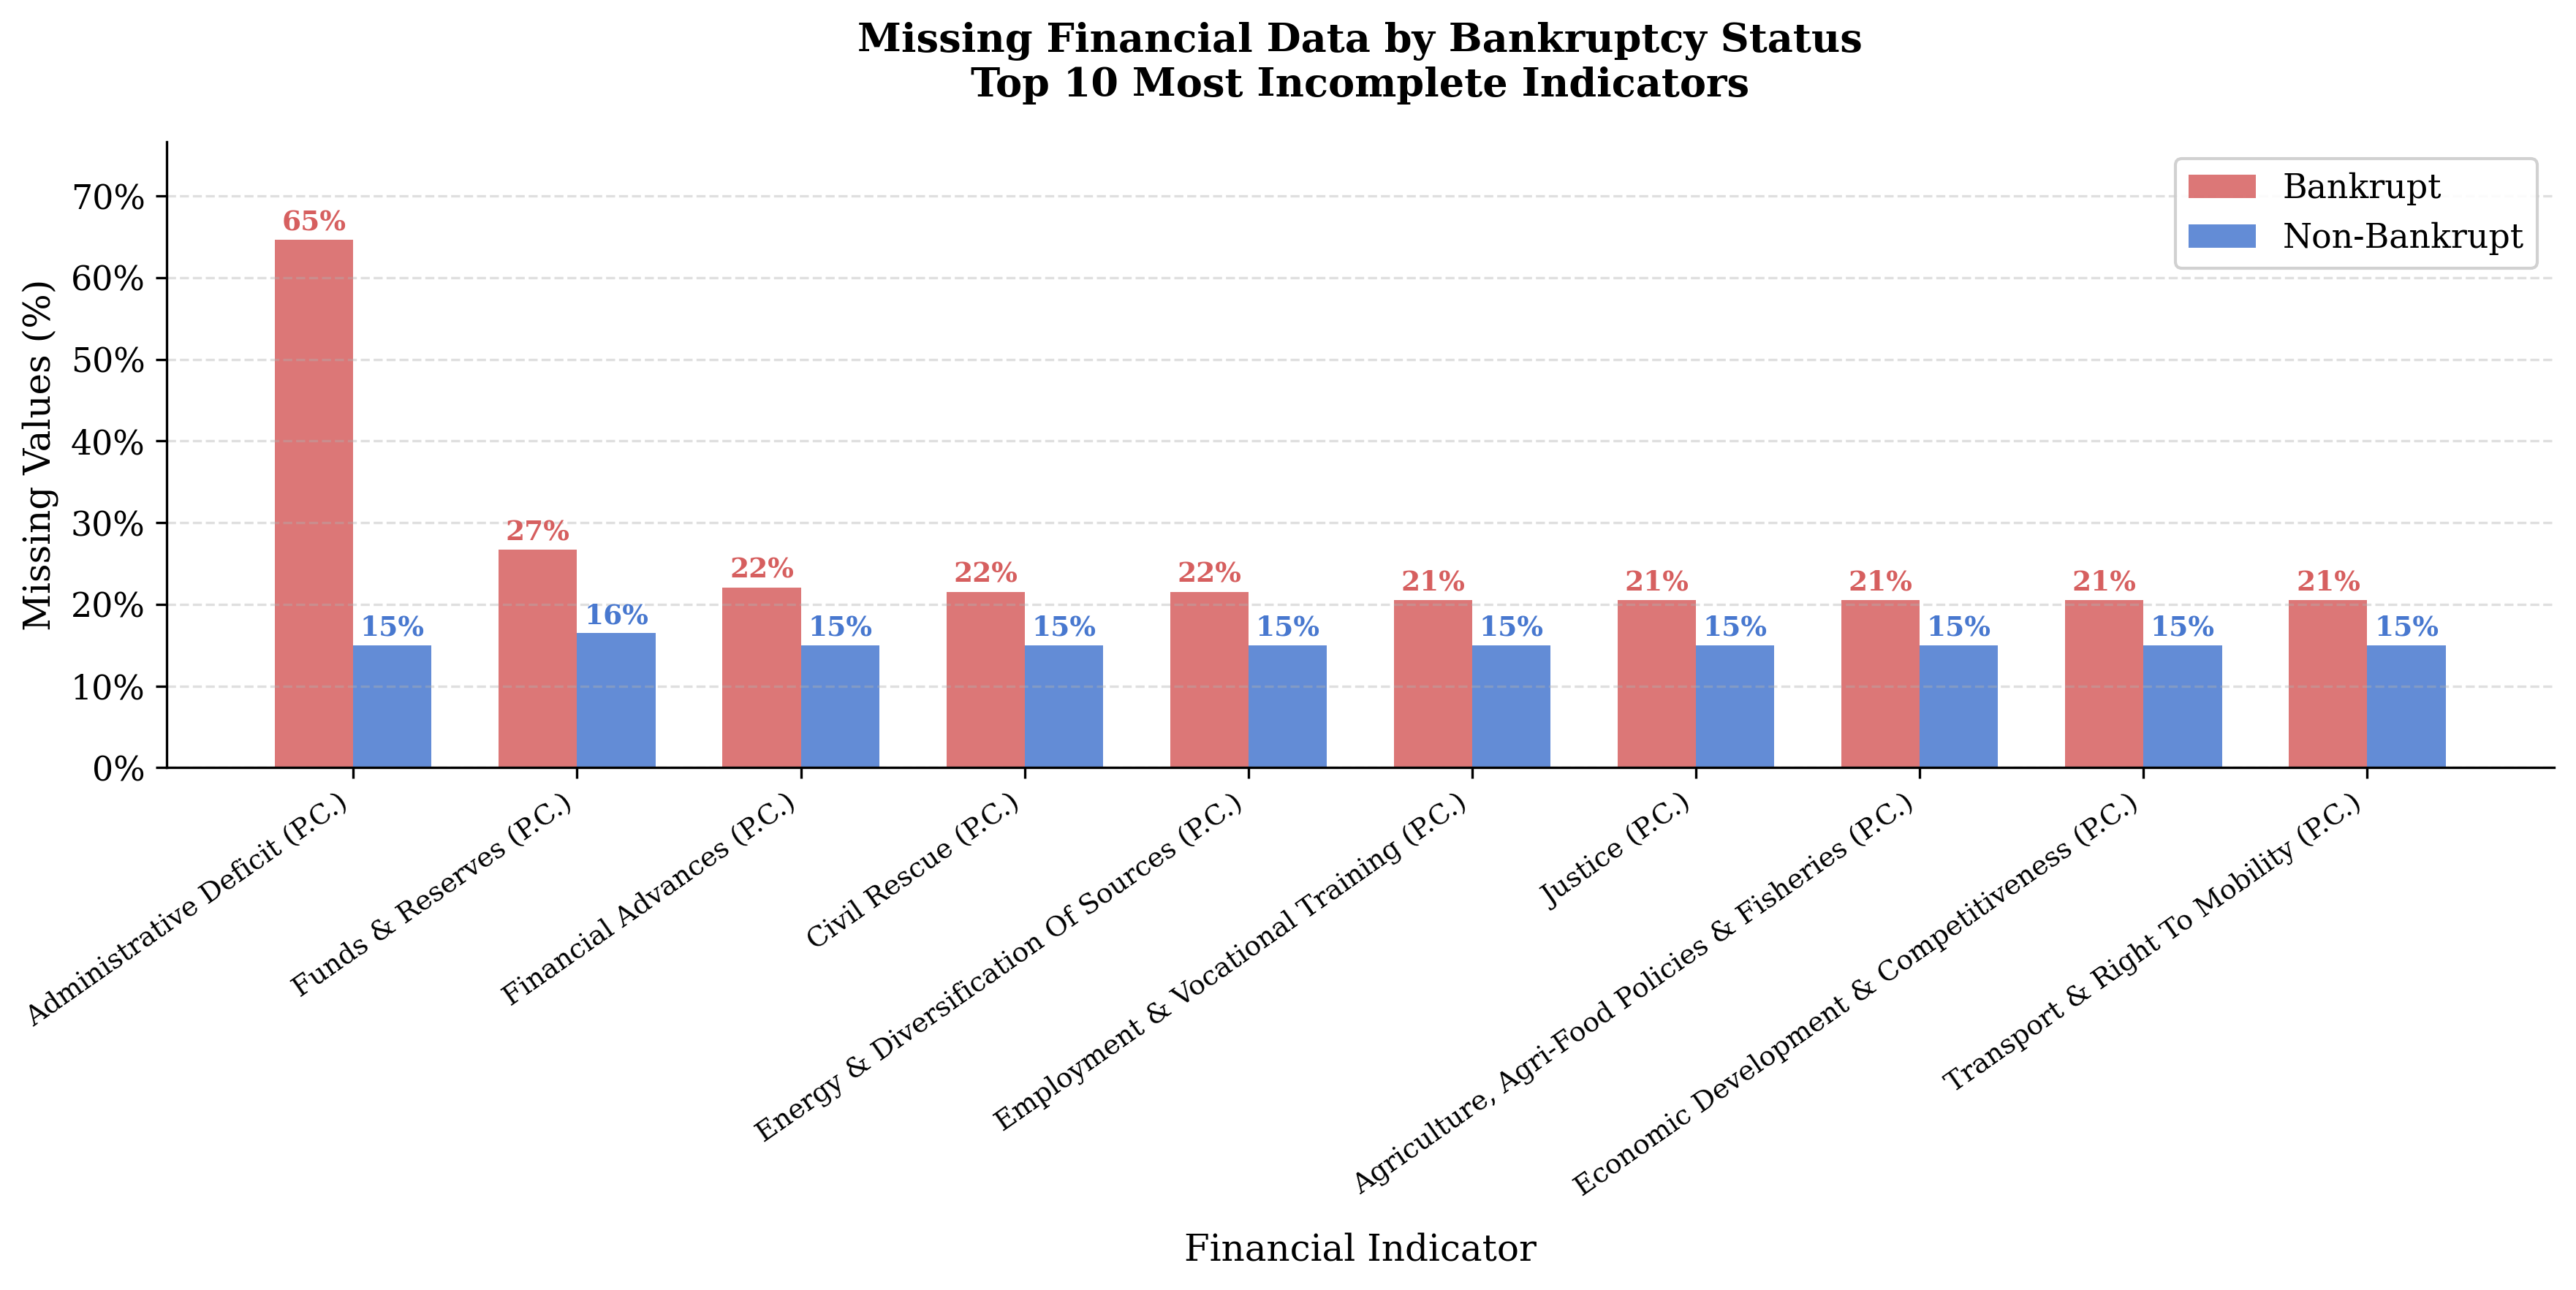 Missing Financial Data by Bankruptcy Status
Top 10 Most Incomplete Indicators
Bankrupt
Non-Bankrupt
Missing Values (%)
70%
60%
50%
40%
30%
20%
10%
0%
65%
15%
27%
16%
22%
15%
22%
15%
22%
15%
21%
15%
21%
15%
21%
15%
21%
15%
21%
15%
Administrative Deficit (P.C.)
Funds & Reserves (P.C.)
Financial Advances (P.C.)
Civil Rescue (P.C.)
Energy & Diversification Of Sources (P.C.)
Employment & Vocational Training (P.C.)
Justice (P.C.)
Agriculture, Agri-Food Policies & Fisheries (P.C.)
Economic Development & Competitiveness (P.C.)
Transport & Right To Mobility (P.C.)
Financial Indicator